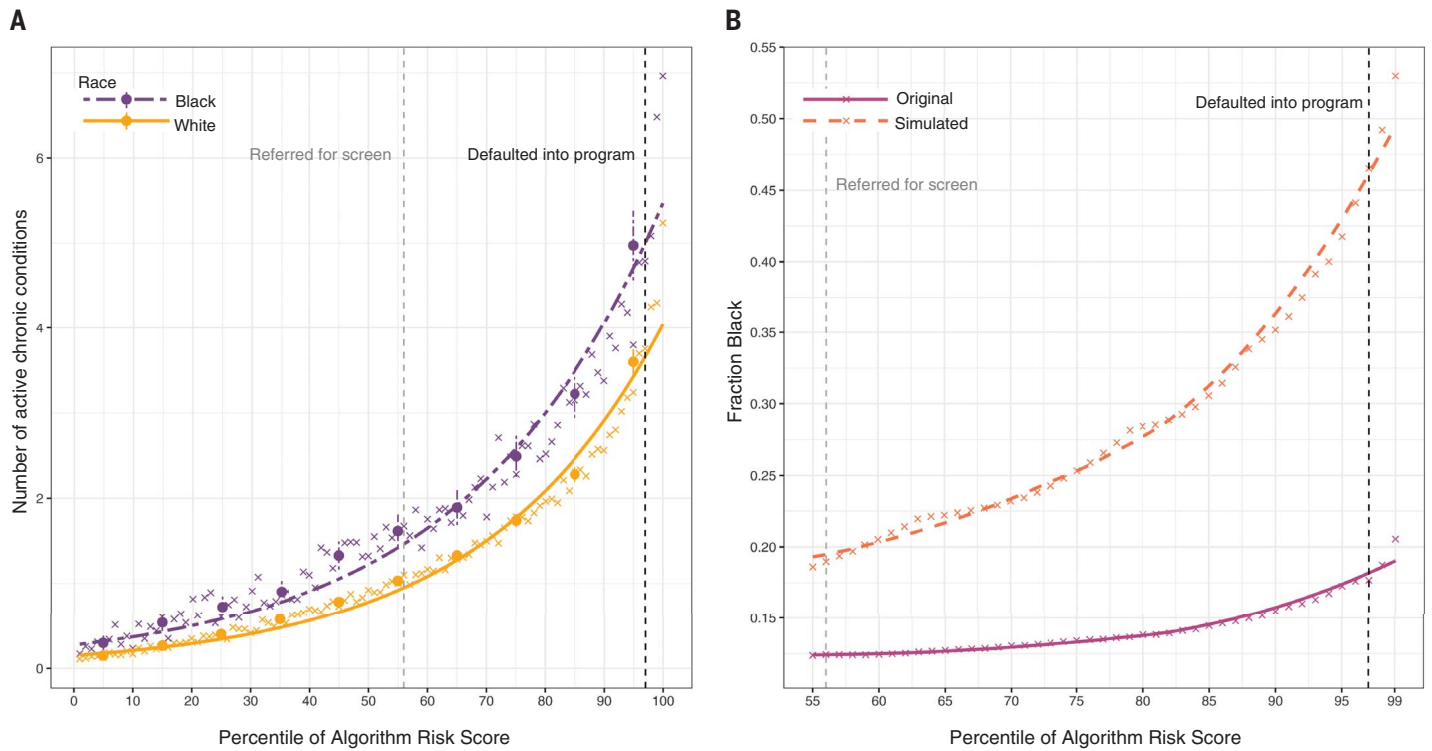 A
Race
Black
White
Referred for screen
Defaulted into program
6
4
2
0
Number of active chronic conditions
0 10 20 30 40 50 60 70 80 90 100
Percentile of Algorithm Risk Score
B
0.55
0.50
0.45
0.40
0.35
0.30
0.25
0.20
0.15
Fraction Black
Original
Simulated
Defaulted into program
Referred for screen
55 60 65 70 75 80 85 90 95 99
Percentile of Algorithm Risk Score